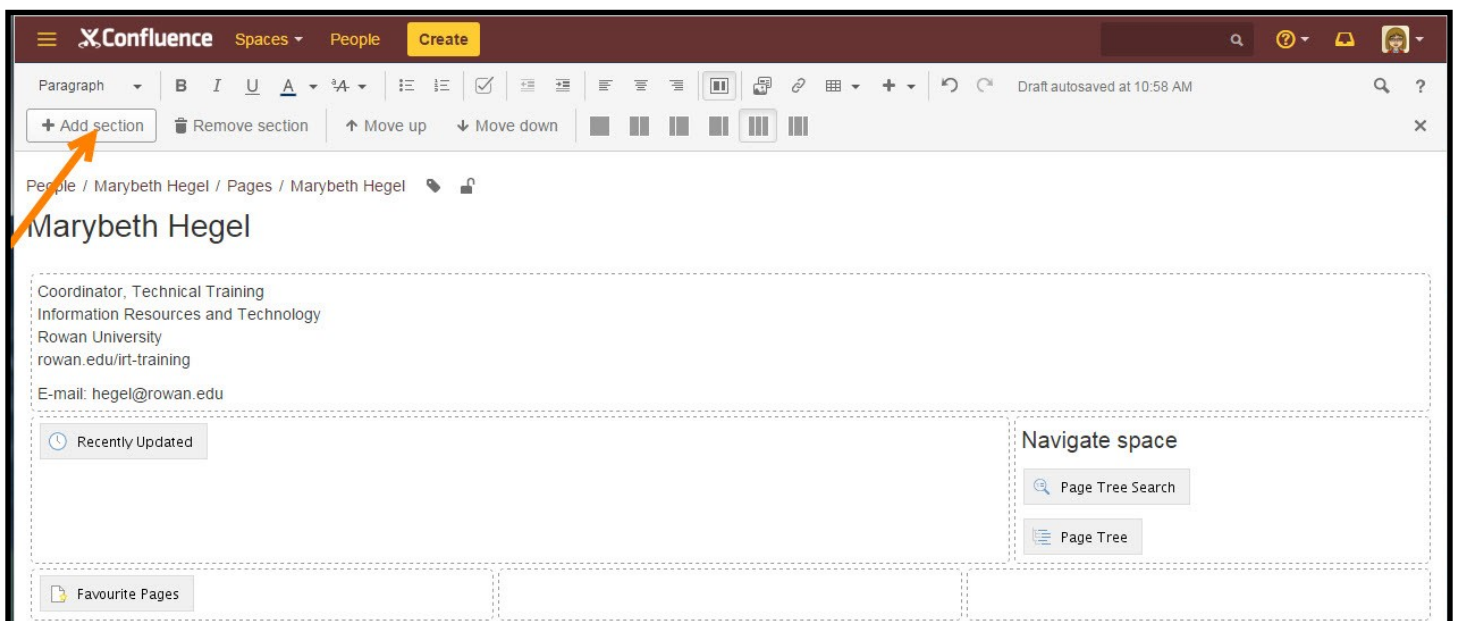 Confluence Spaces People Create
Paragraph B I U A Draft autosaved at 10:58 AM ?
+ Add section Remove section Move up Move down
People / Marybeth Hegel / Pages / Marybeth Hegel
Marybeth Hegel
Coordinator, Technical Training
Information Resources and Technology
Rowan University
rowan.edu/irt-training
E-mail: hegel@rowan.edu
Recently Updated
Navigate space
Page Tree Search
Page Tree
Favourite Pages